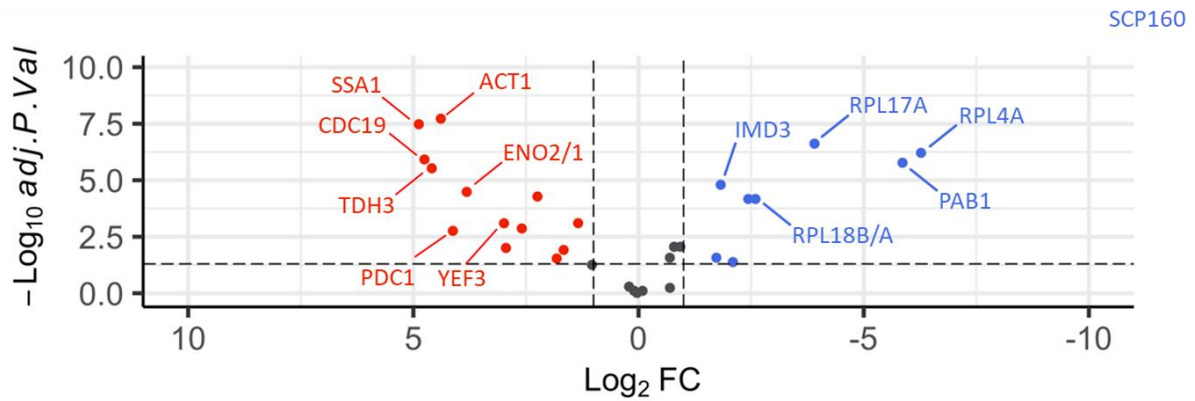 SCP160
10.0
SSA1
ACT1
7.5
CDC19
RPL17A
RPL4A
IMD3
ENO2/1
5.0
TDH3
PAB1
2.5
RPL18B/A
PDC1
YEF3
0.0
−Log10 adj.P.Val
10
5
0
-5
-10
Log2 FC